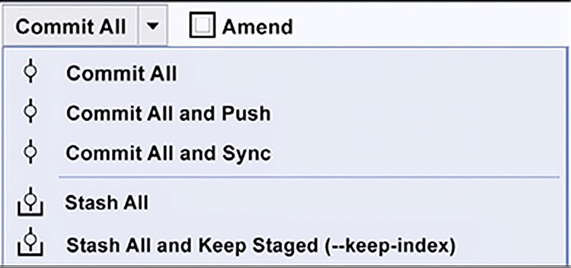 Commit All Amend
Commit All
Commit All and Push
Commit All and Sync
Stash All
Stash All and Keep Staged (--keep-index)